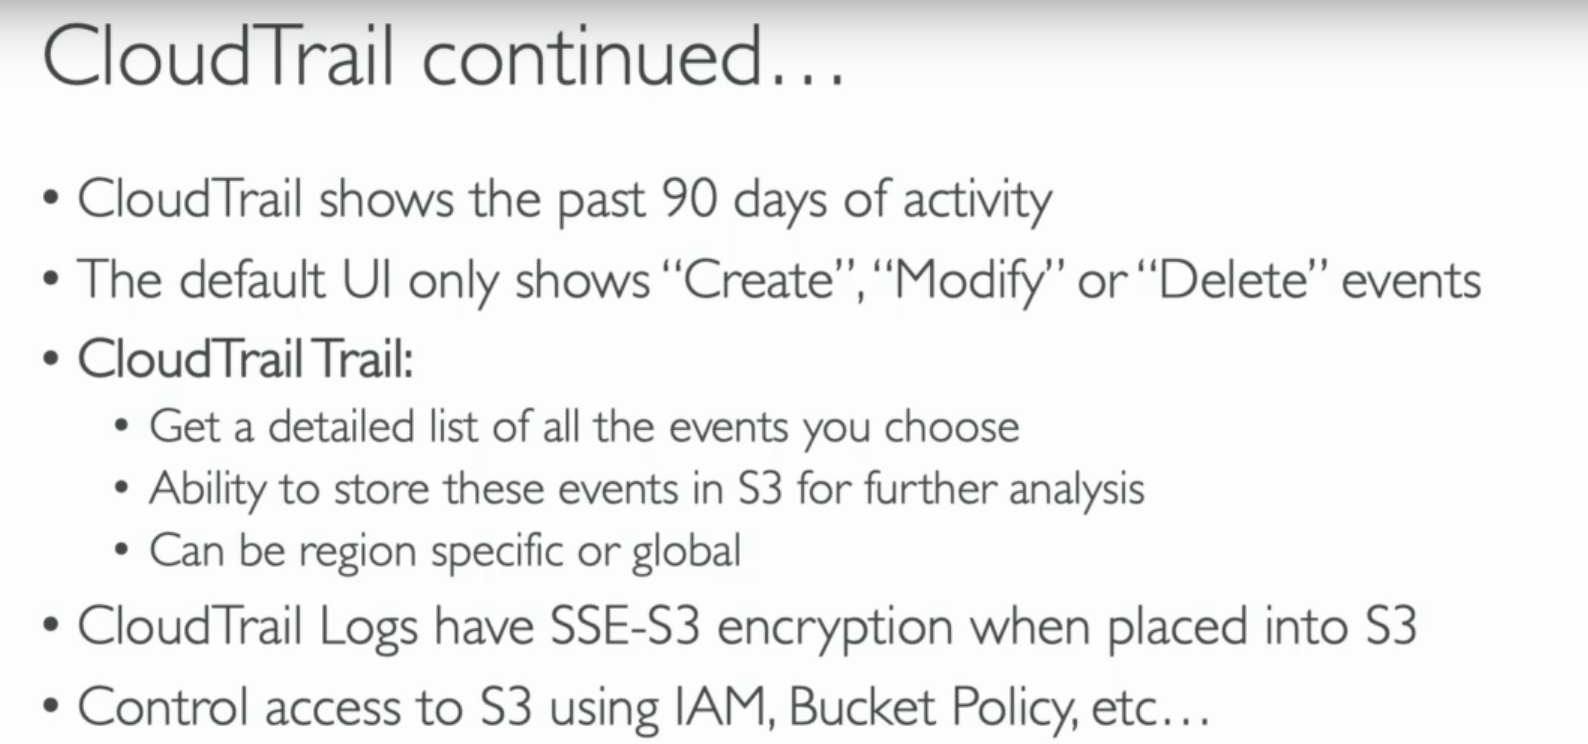 CloudTrail continued…
• CloudTrail shows the past 90 days of activity
• The default UI only shows “Create”, “Modify” or “Delete” events
• CloudTrail Trail:
• Get a detailed list of all the events you choose
• Ability to store these events in S3 for further analysis
• Can be region specific or global
• CloudTrail Logs have SSE-S3 encryption when placed into S3
• Control access to S3 using IAM, Bucket Policy, etc…